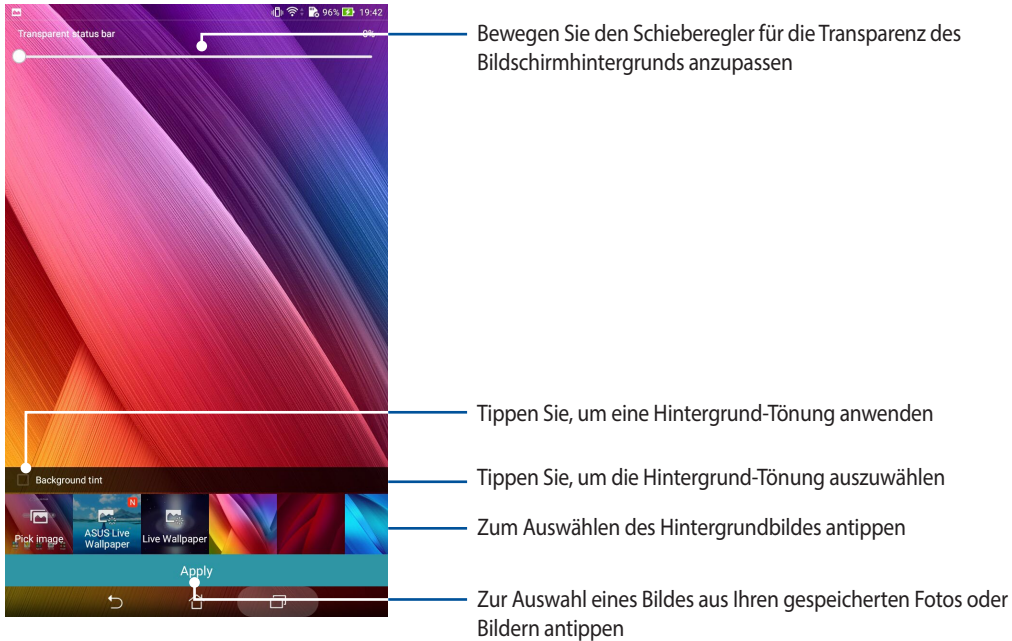 96% 19:42
Transparent status bar 0%
Bewegen Sie den Schieberegler für die Transparenz des
Bildschirmhintergrunds anzupassen
Tippen Sie, um eine Hintergrund-Tönung anwenden
Background tint
Tippen Sie, um die Hintergrund-Tönung auszuwählen
N
Pick image
ASUS Live
Wallpaper
Live Wallpaper
Zum Auswählen des Hintergrundbildes antippen
Apply
Zur Auswahl eines Bildes aus Ihren gespeicherten Fotos oder
Bildern antippen